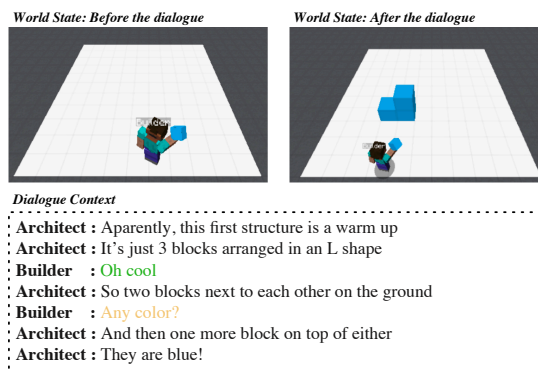 World State: Before the dialogue
World State: After the dialogue
Builder
Builder
Dialogue Context
Architect : Aparently, this first structure is a warm up
Architect : It's just 3 blocks arranged in an L shape
Builder : Oh cool
Architect : So two blocks next to each other on the ground
Builder : Any color?
Architect : And then one more block on top of either
Architect : They are blue!